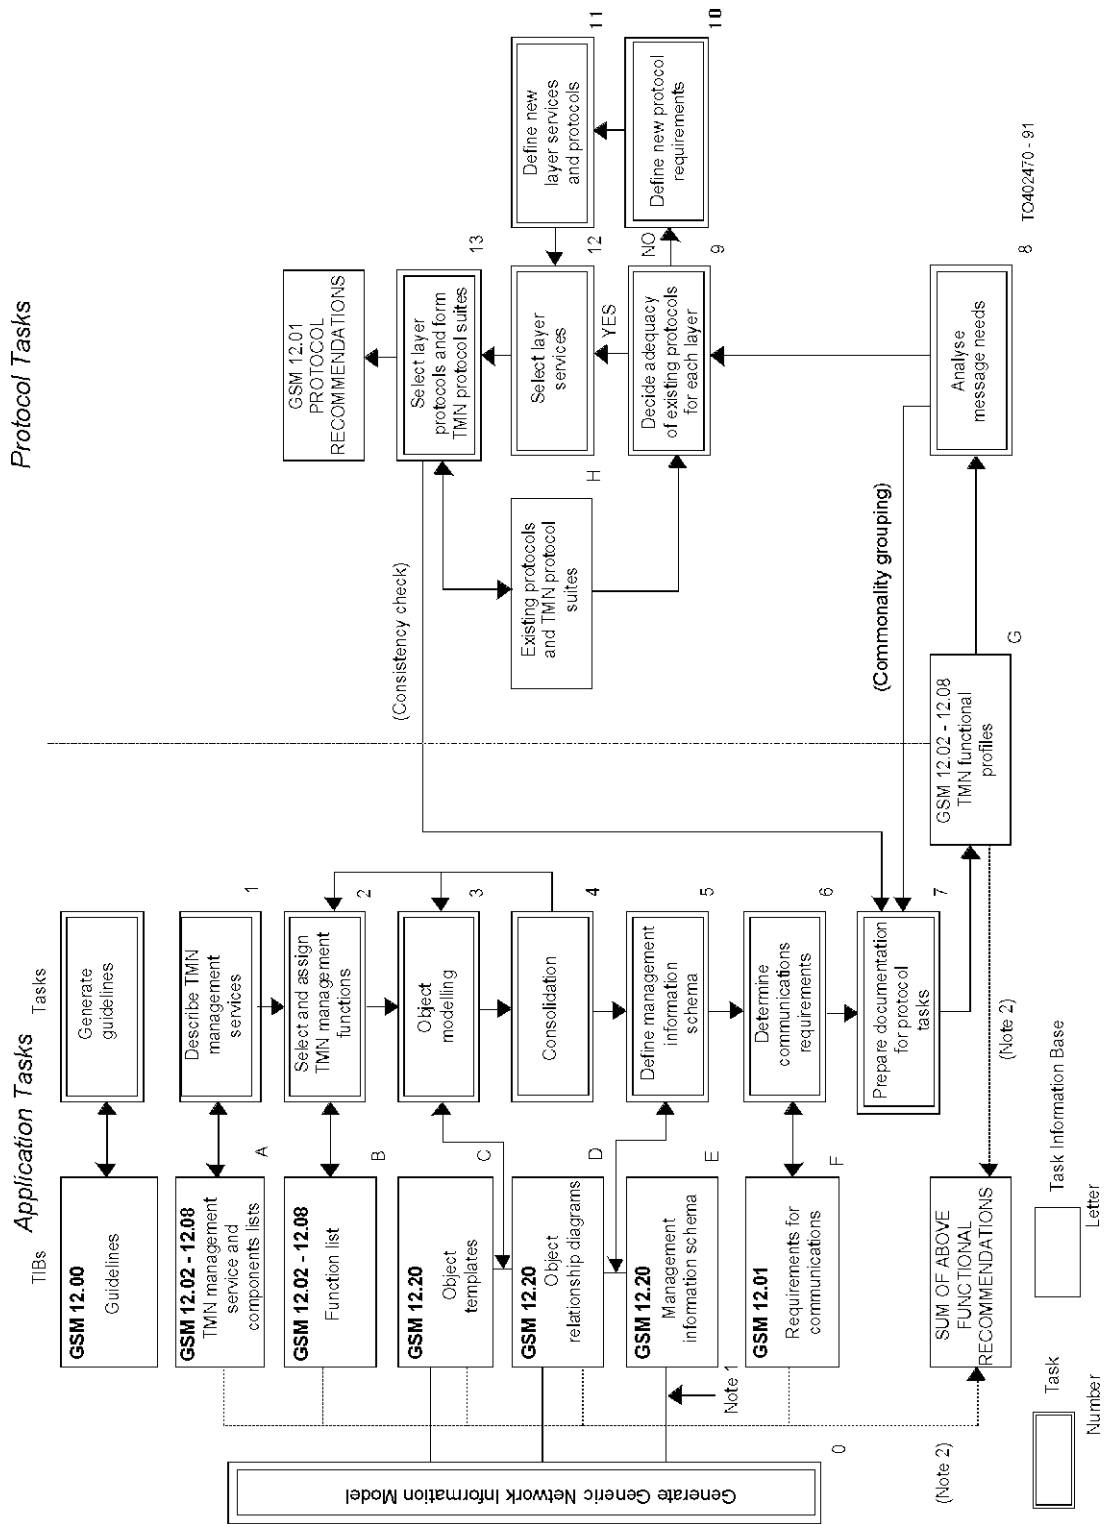 Application Tasks
Protocol Tasks
TIBs
Tasks
GSM 12.00
Guidelines
Generate
guidelines
GSM 12.02 - 12.08
TMN management
service and
components lists
A
Describe TMN
management
services
1
GSM 12.02 - 12.08
Function list
B
Select and assign
TMN management
functions
2
GSM 12.20
Object
templates
C
Object
modelling
3
GSM 12.20
Object
relationship diagrams
D
Consolidation
4
GSM 12.20
Management
information schema
E
Define management
information
schema
5
GSM 12.01
Requirements for
communications
F
Determine
communications
requirements
6
Prepare documentation
for protocol
tasks
7
SUM OF ABOVE
FUNCTIONAL
RECOMMENDATIONS
GSM 12.02 - 12.08
TMN functional
profiles
G
Generate Generic Network Information Model
0
Note 1
(Note 2)
(Note 2)
(Consistency check)
(Commonality grouping)
GSM 12.01
PROTOCOL
RECOMMENDATIONS
Select layer
protocols and form
TMN protocol suites
13
Existing protocols
and TMN protocol
suites
H
Select layer
services
12
Define new
layer services
and protocols
11
YES
NO
Decide adequacy
of existing protocols
for each layer
9
Define new protocol
requirements
10
Analyse
message needs
8
TO402470 - 91
Task
Number
Task Information Base
Letter